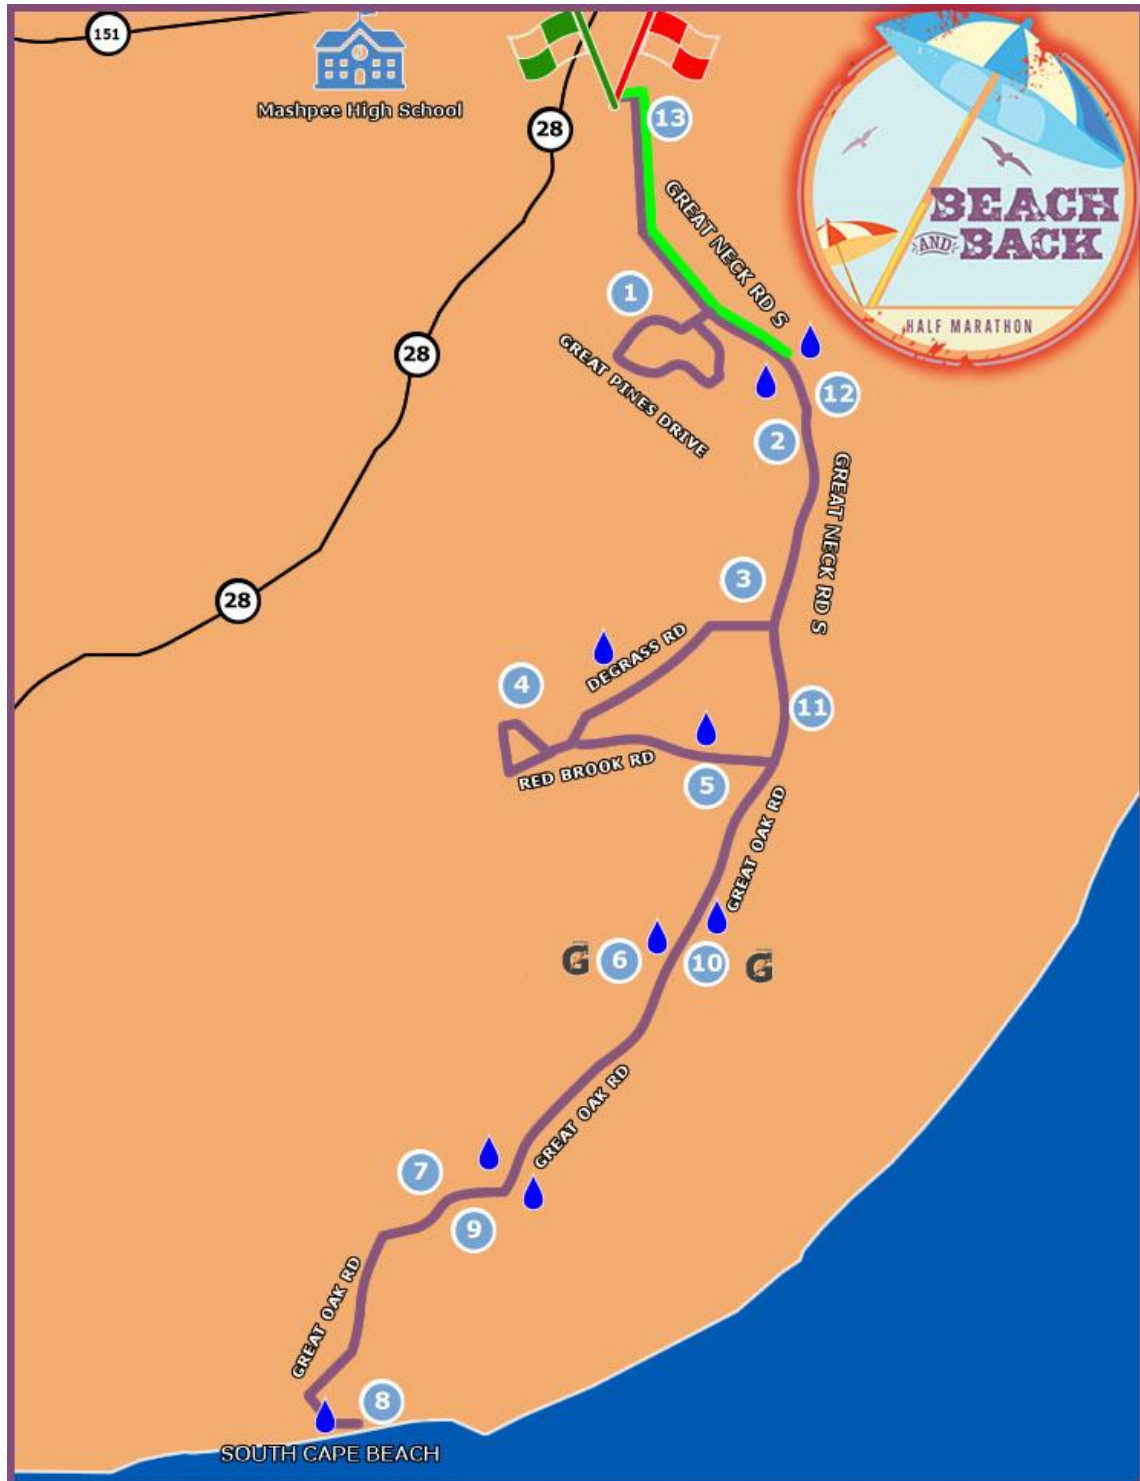 151
Mashpee High School
28
13
GREAT NECK RD S
BEACH
AND
BACK
HALF MARATHON
1
GREAT PINES DRIVE
28
12
2
GREAT NECK RD S
3
28
DEGRASS RD
4
11
RED BROOK RD
5
GREAT OAK RD
G
6
10
G
GREAT OAK RD
7
9
GREAT OAK RD
8
SOUTH CAPE BEACH